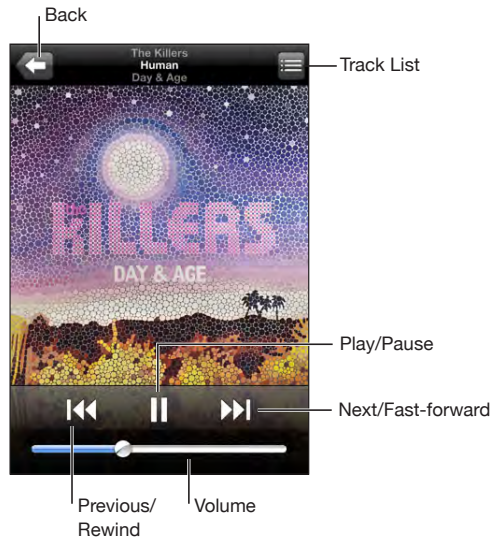 Back
The Killers
Human
Day & Age
Track List
The
KILLERS
DAY & AGE
Play/Pause
Next/Fast-forward
Previous/
Rewind
Volume